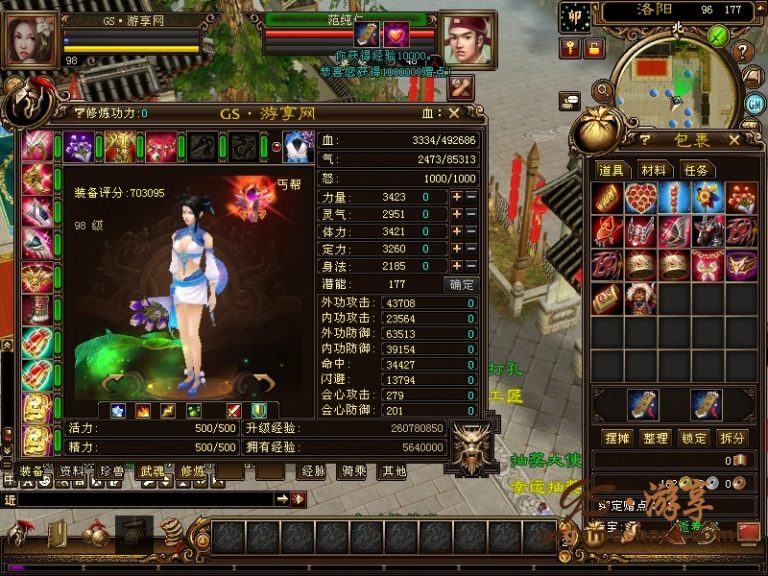 GS·游享网
98
范纯仁
你获得经验10000,
恭喜您获得1000000赠点!
卯
洛阳 96 177
北
GM
?修炼功力:0
GS·游享网
血:
装备评分:703095
丐帮
98 级
血: 3334/492686
气: 2473/85313
怒: 1000/1000
力量: 3423 0
灵气: 2951 0
体力: 3421 0
定力: 3260 0
身法: 2185 0
潜能: 177 确定
外功攻击: 43708 0
内功攻击: 23564 0
外功防御: 63513 0
内功防御: 39154 0
命中: 34427 0
闪避: 13794 0
会心攻击: 279 0
会心防御: 201 0
活力: 500/500 升级经验: 260780850
精力: 500/500 拥有经验: 5640000
装备 资料 珍兽 武魂 修炼 经脉 骑乘 其他
近
? 包裹
道具 材料 任务
摆摊 整理 锁定 拆分
0
打孔
工匠
抽奖大使
幸运抽奖
GS·游享